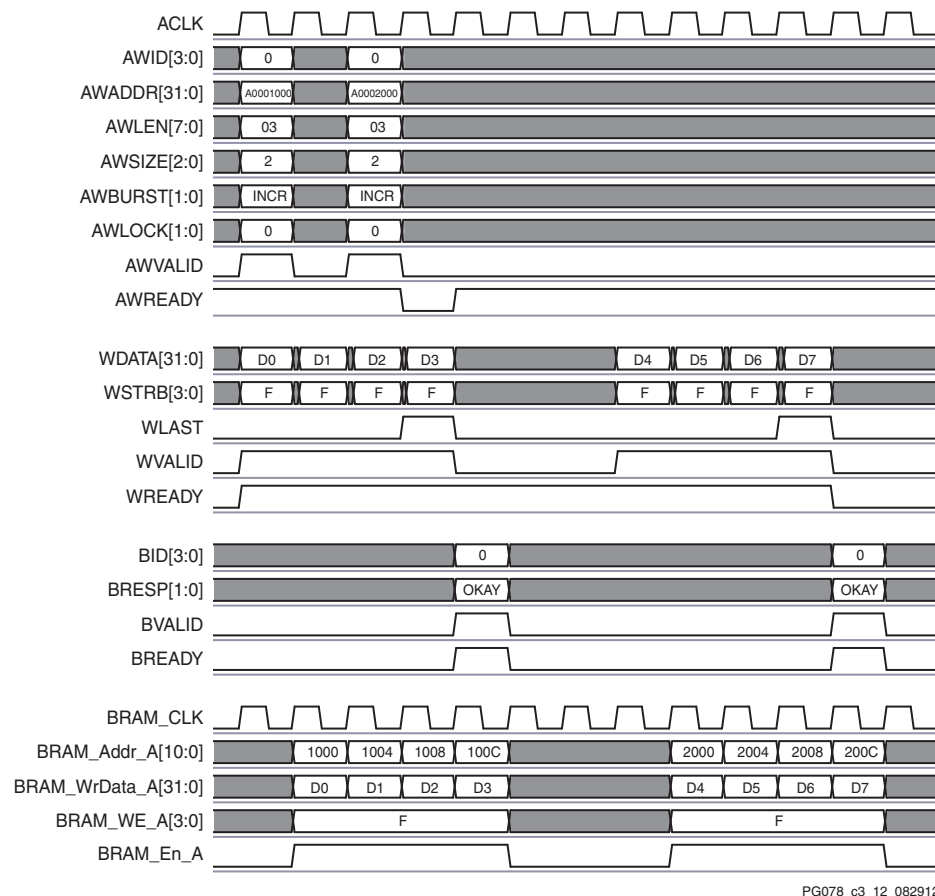 ACLK
AWID[3:0] 0 0
AWADDR[31:0] A0001000 A0002000
AWLEN[7:0] 03 03
AWSIZE[2:0] 2 2
AWBURST[1:0] INCR INCR
AWLOCK[1:0] 0 0
AWVALID
AWREADY
WDATA[31:0] D0 D1 D2 D3 D4 D5 D6 D7
WSTRB[3:0] F F F F F F F F
WLAST
WVALID
WREADY
BID[3:0] 0 0
BRESP[1:0] OKAY OKAY
BVALID
BREADY
BRAM_CLK
BRAM_Addr_A[10:0] 1000 1004 1008 100C 2000 2004 2008 200C
BRAM_WrData_A[31:0] D0 D1 D2 D3 D4 D5 D6 D7
BRAM_WE_A[3:0] F F
BRAM_En_A
PG078_c3_12_082912